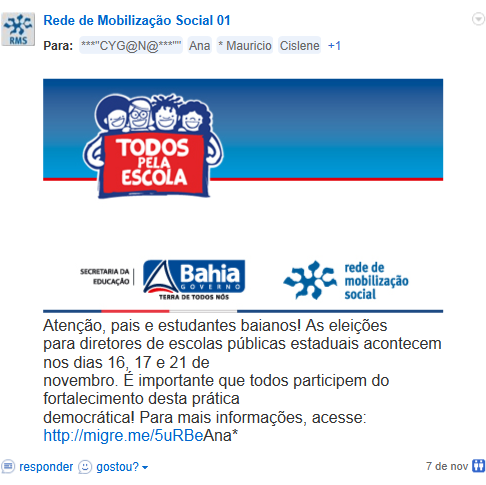 Rede de Mobilização Social 01
RMS
Para: ***"CYG@N@***"" Ana * Mauricio Cislene +1
TODOS
PELA
ESCOLA
SECRETARIA DA
EDUCAÇÃO
Bahia
GOVERNO
TERRA DE TODOS NÓS
rede de
mobilização
social
Atenção, pais e estudantes baianos! As eleições
para diretores de escolas públicas estaduais acontecem
nos dias 16, 17 e 21 de
novembro. É importante que todos participem do
fortalecimento desta prática
democrática! Para mais informações, acesse:
http://migre.me/5uRBeAna*
responder gostou? 7 de nov